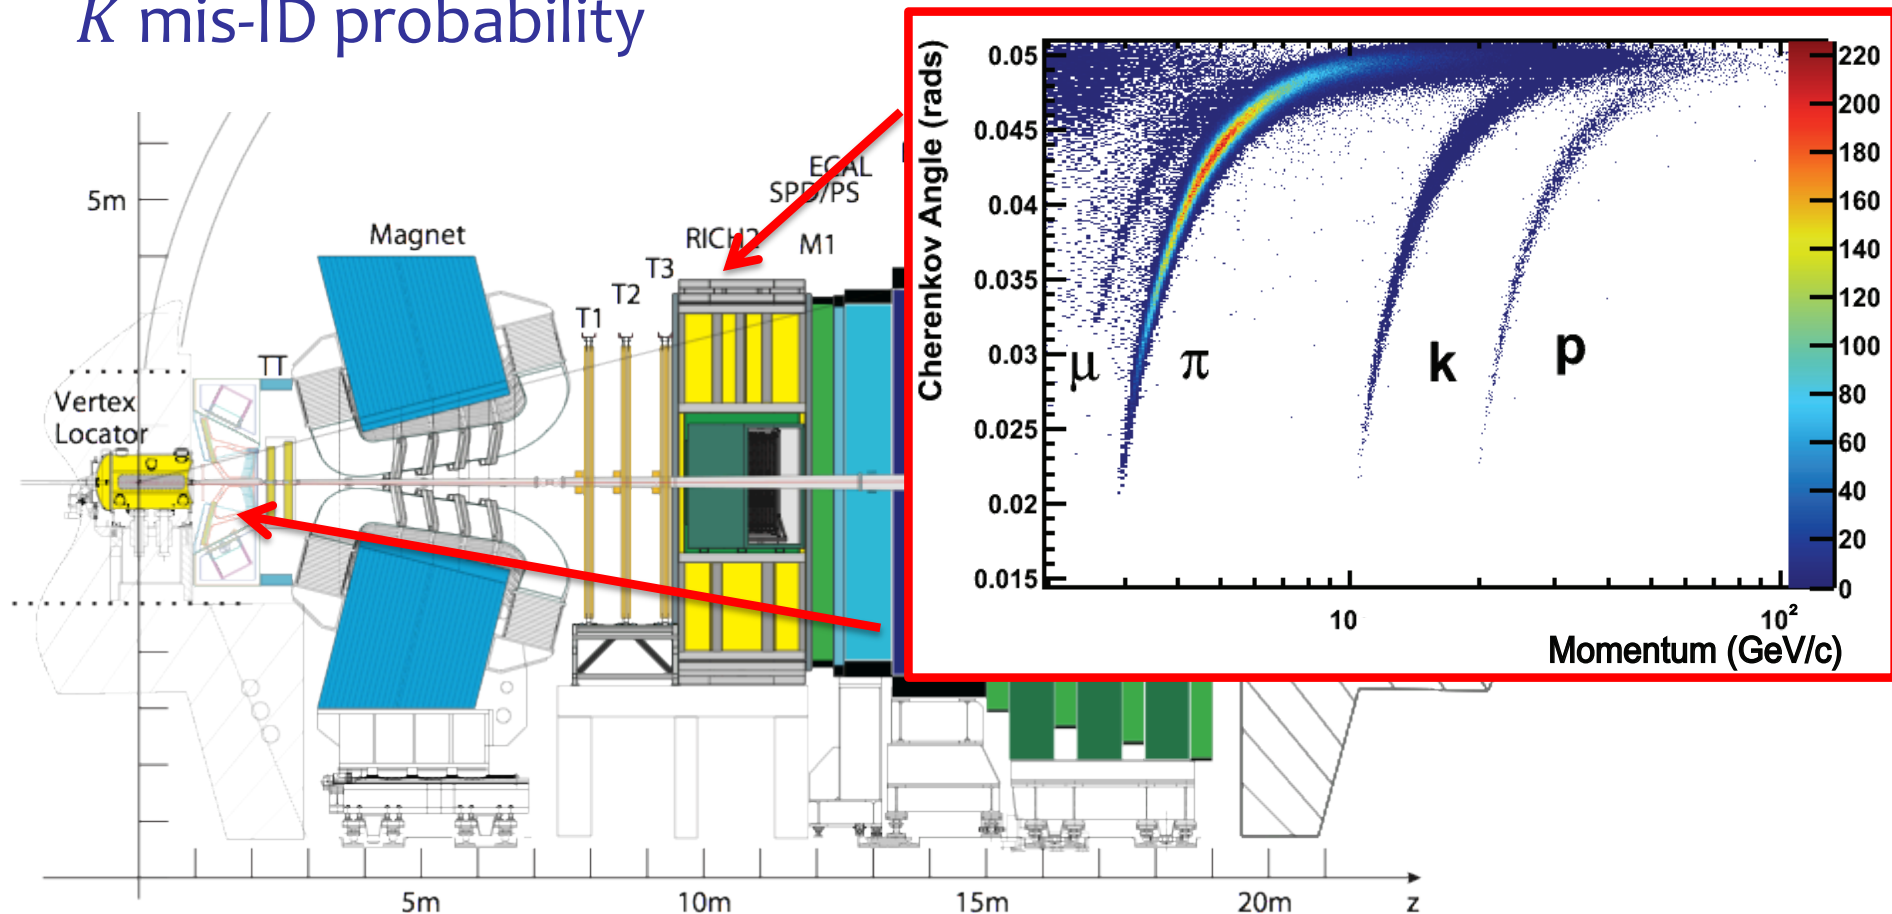 K mis-ID probability
5m
Magnet
ECAL
SPD/PS
RICH2
M1
T3
T2
T1
TT
Vertex
Locator
5m
10m
15m
20m
z
Cherenkov Angle (rads)
0.05
0.045
0.04
0.035
0.03
0.025
0.02
0.015
μ
π
k
p
10
10²
Momentum (GeV/c)
220
200
180
160
140
120
100
80
60
40
20
0